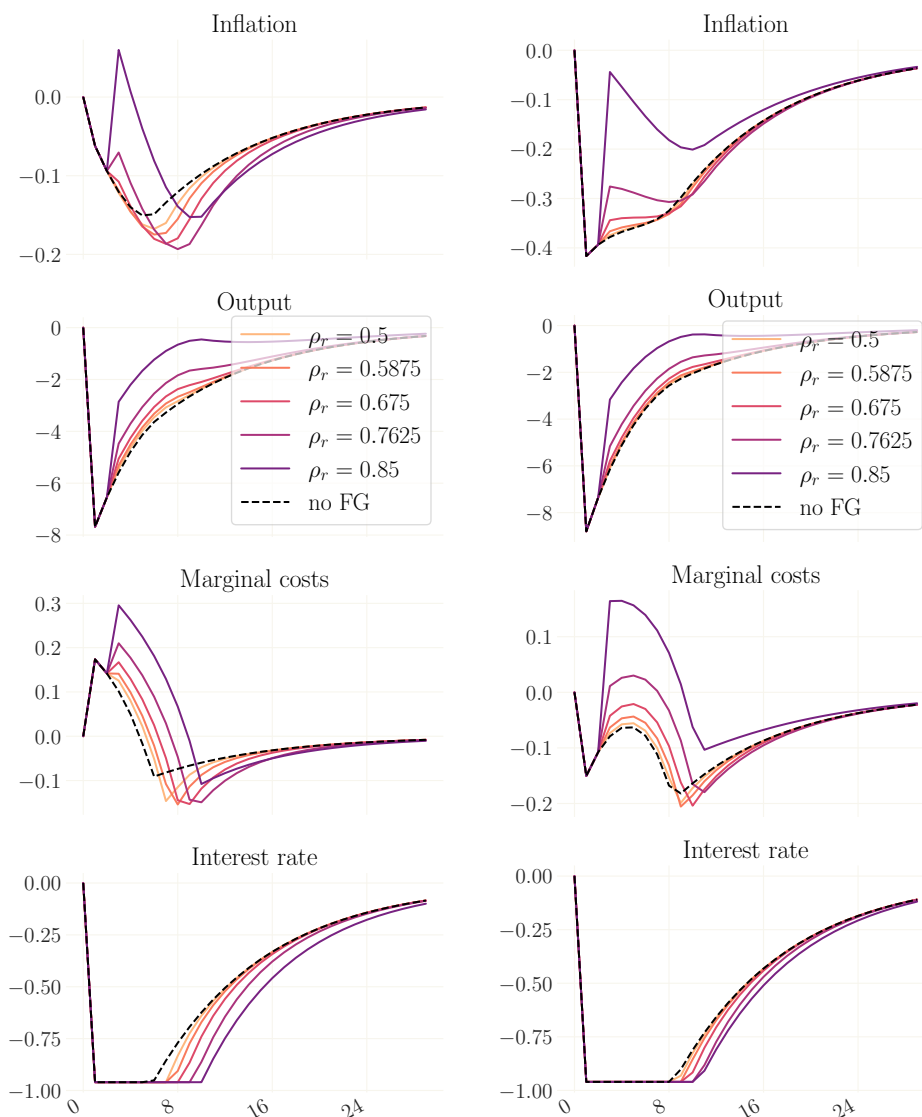 Inflation
0.0
−0.1
−0.2
Output
0
−2
−4
−6
−8
ρr = 0.5
ρr = 0.5875
ρr = 0.675
ρr = 0.7625
ρr = 0.85
no FG
Marginal costs
0.3
0.2
0.1
0.0
−0.1
Interest rate
0.00
−0.25
−0.50
−0.75
−1.00
0
8
16
24
Inflation
0.0
−0.1
−0.2
−0.3
−0.4
Output
0
−2
−4
−6
−8
ρr = 0.5
ρr = 0.5875
ρr = 0.675
ρr = 0.7625
ρr = 0.85
no FG
Marginal costs
0.1
0.0
−0.1
−0.2
Interest rate
0.00
−0.25
−0.50
−0.75
−1.00
0
8
16
24